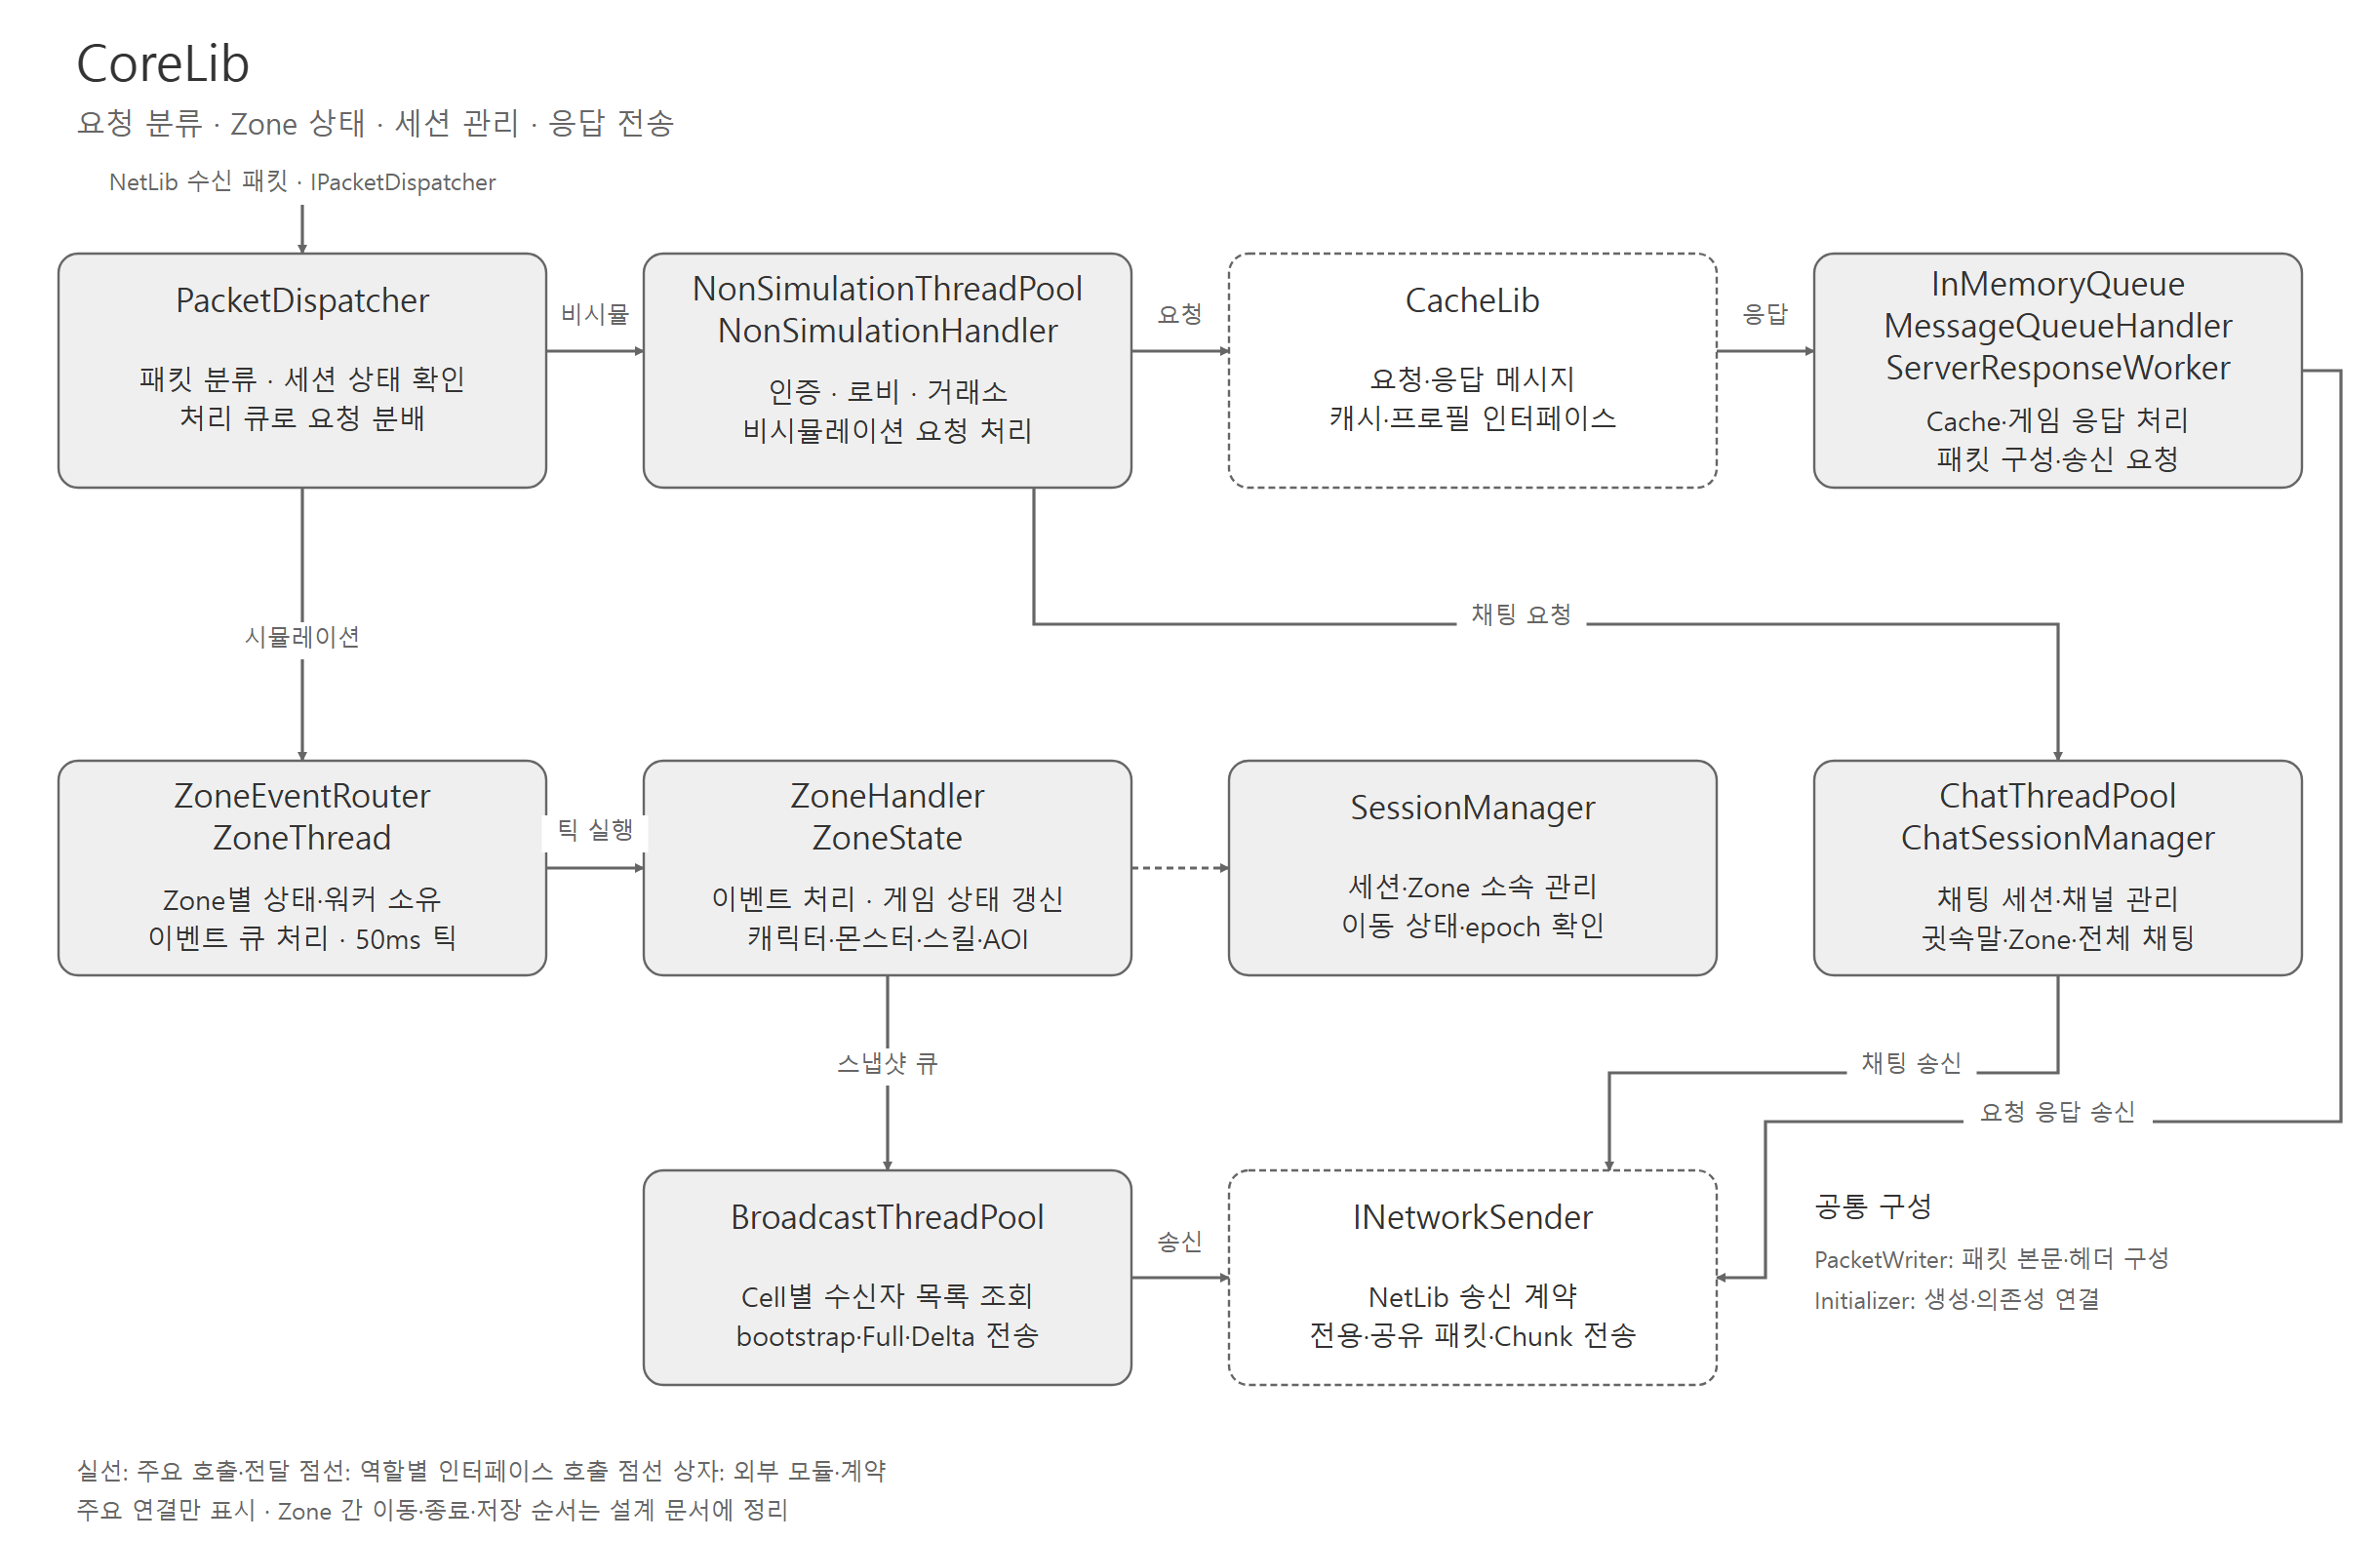 CoreLib
요청 분류 · Zone 상태 · 세션 관리 · 응답 전송
NetLib 수신 패킷 · IPacketDispatcher
PacketDispatcher
패킷 분류 · 세션 상태 확인
처리 큐로 요청 분배
비시뮬
NonSimulationThreadPool
NonSimulationHandler
인증 · 로비 · 거래소
비시뮬레이션 요청 처리
요청
CacheLib
요청·응답 메시지
캐시·프로필 인터페이스
응답
InMemoryQueue
MessageQueueHandler
ServerResponseWorker
Cache·게임 응답 처리
패킷 구성·송신 요청
채팅 요청
시뮬레이션
ZoneEventRouter
ZoneThread
Zone별 상태·워커 소유
이벤트 큐 처리 · 50ms 틱
틱 실행
ZoneHandler
ZoneState
이벤트 처리 · 게임 상태 갱신
캐릭터·몬스터·스킬·AOI
SessionManager
세션·Zone 소속 관리
이동 상태·epoch 확인
ChatThreadPool
ChatSessionManager
채팅 세션·채널 관리
귓속말·Zone·전체 채팅
스냅샷 큐
채팅 송신
요청 응답 송신
BroadcastThreadPool
Cell별 수신자 목록 조회
bootstrap·Full·Delta 전송
송신
INetworkSender
NetLib 송신 계약
전용·공유 패킷·Chunk 전송
공통 구성
PacketWriter: 패킷 본문·헤더 구성
Initializer: 생성·의존성 연결
실선: 주요 호출·전달 점선: 역할별 인터페이스 호출 점선 상자: 외부 모듈·계약
주요 연결만 표시 · Zone 간 이동·종료·저장 순서는 설계 문서에 정리